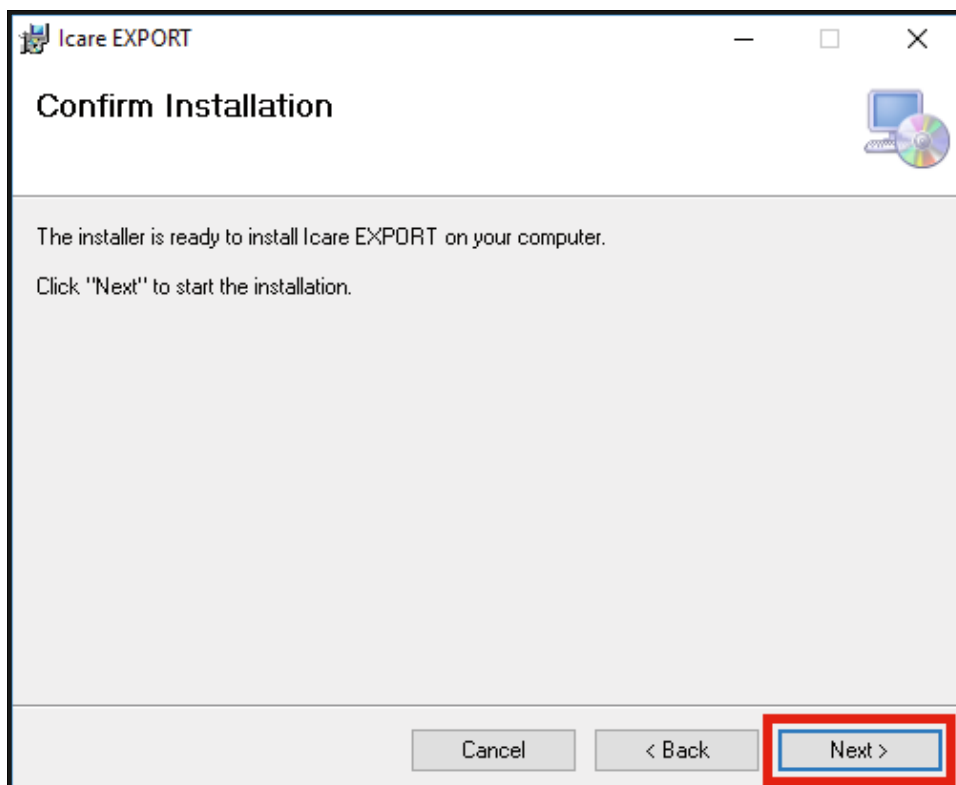 Icare EXPORT
Confirm Installation
The installer is ready to install Icare EXPORT on your computer.
Click "Next" to start the installation.
Cancel
< Back
Next >